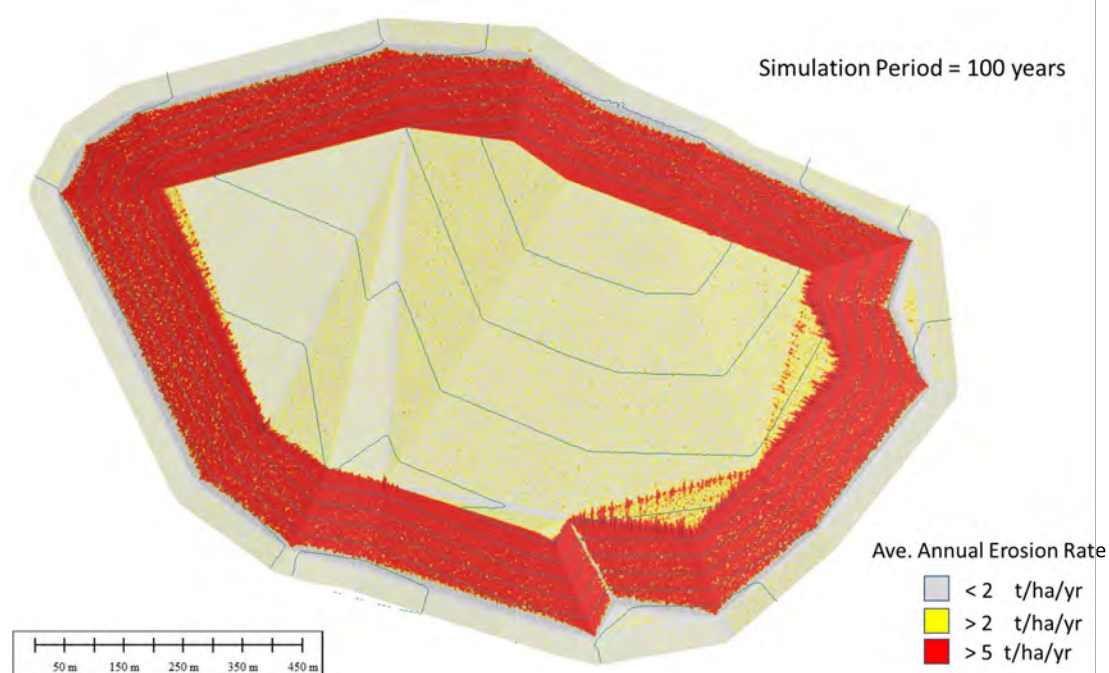 Simulation Period = 100 years
Ave. Annual Erosion Rate
< 2 t/ha/yr
> 2 t/ha/yr
> 5 t/ha/yr
50 m 150 m 250 m 350 m 450 m